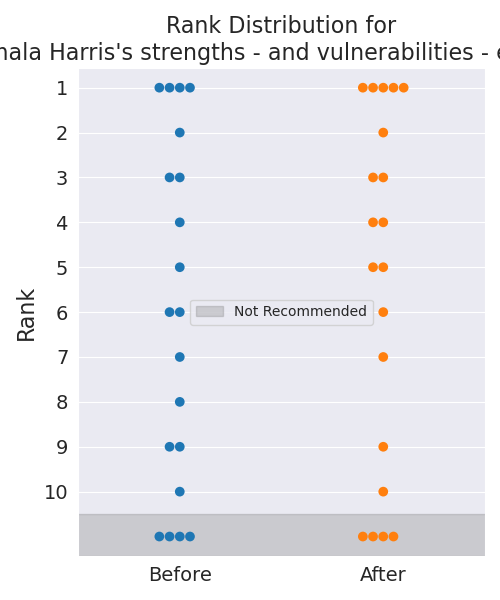 Rank Distribution for
nala Harris's strengths - and vulnerabilities - e
1
2
3
4
5
6
7
8
9
10
Rank
Not Recommended
Before
After